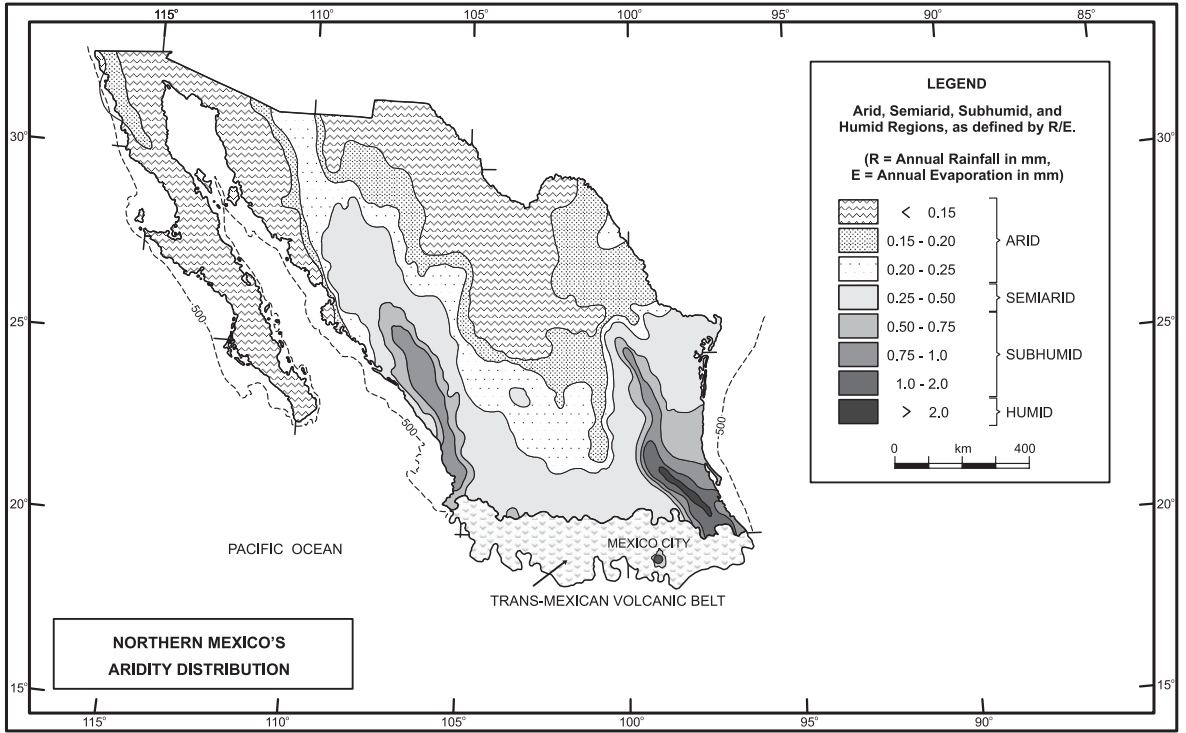 115°
110°
105°
100°
95°
90°
85°
30°
30°
25°
25°
20°
20°
15°
15°
LEGEND
Arid, Semiarid, Subhumid, and
Humid Regions, as defined by R/E.
(R = Annual Rainfall in mm,
E = Annual Evaporation in mm)
< 0.15
0.15 - 0.20
0.20 - 0.25
0.25 - 0.50
0.50 - 0.75
0.75 - 1.0
1.0 - 2.0
> 2.0
ARID
SEMIARID
SUBHUMID
HUMID
0 km 400
500
500
500
PACIFIC OCEAN
MEXICO CITY
TRANS-MEXICAN VOLCANIC BELT
NORTHERN MEXICO'S
ARIDITY DISTRIBUTION
115°
110°
105°
100°
95°
90°